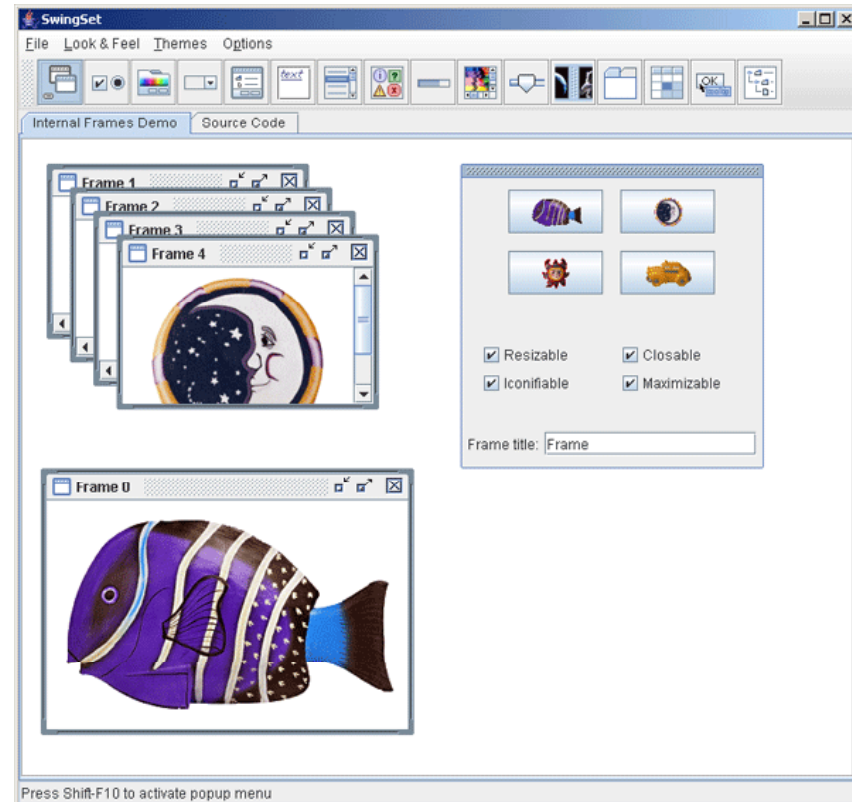 SwingSet
File Look & Feel Themes Options
text
OK
Internal Frames Demo Source Code
Frame 1
Frame 2
Frame 3
Frame 4
Resizable Closable
Iconifiable Maximizable
Frame title: Frame
Frame 0
Press Shift-F10 to activate popup menu